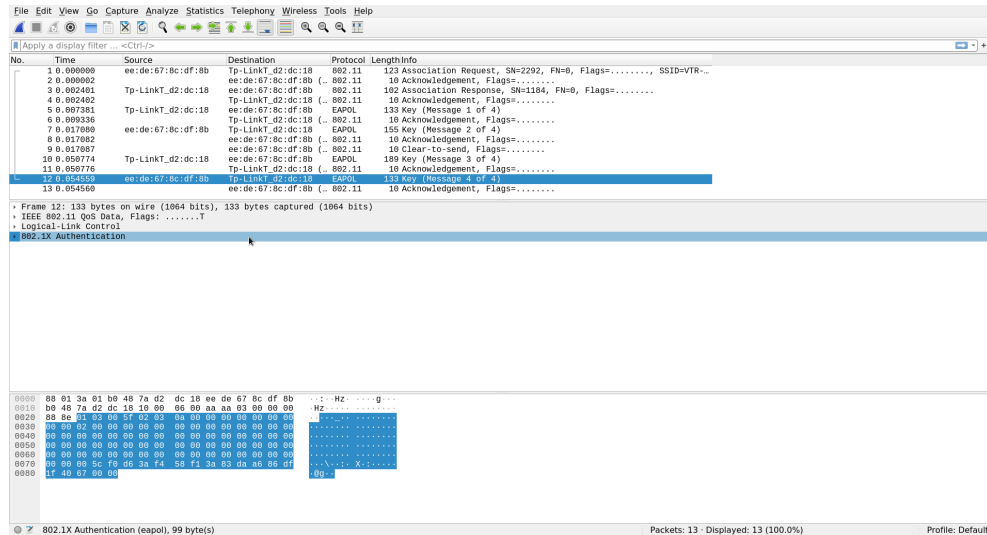 File Edit View Go Capture Analyze Statistics Telephony Wireless Tools Help
Apply a display filter ... <Ctrl-/>
No. Time Source Destination Protocol Length Info
1 0.000000 ee:de:67:8c:df:8b Tp-LinkT_d2:dc:18 802.11 123 Association Request, SN=2292, FN=0, Flags=........, SSID=VTR-…
2 0.000002 ee:de:67:8c:df:8b (… 802.11 10 Acknowledgement, Flags=........
3 0.002401 Tp-LinkT_d2:dc:18 ee:de:67:8c:df:8b 802.11 102 Association Response, SN=1184, FN=0, Flags=........
4 0.002402 Tp-LinkT_d2:dc:18 (… 802.11 10 Acknowledgement, Flags=........
5 0.007381 Tp-LinkT_d2:dc:18 ee:de:67:8c:df:8b EAPOL 133 Key (Message 1 of 4)
6 0.009336 Tp-LinkT_d2:dc:18 (… 802.11 10 Acknowledgement, Flags=........
7 0.017080 ee:de:67:8c:df:8b Tp-LinkT_d2:dc:18 EAPOL 155 Key (Message 2 of 4)
8 0.017082 ee:de:67:8c:df:8b (… 802.11 10 Acknowledgement, Flags=........
9 0.017087 ee:de:67:8c:df:8b (… 802.11 10 Clear-to-send, Flags=........
10 0.050774 Tp-LinkT_d2:dc:18 ee:de:67:8c:df:8b EAPOL 189 Key (Message 3 of 4)
11 0.050776 Tp-LinkT_d2:dc:18 (… 802.11 10 Acknowledgement, Flags=........
12 0.054559 ee:de:67:8c:df:8b Tp-LinkT_d2:dc:18 EAPOL 133 Key (Message 4 of 4)
13 0.054560 ee:de:67:8c:df:8b (… 802.11 10 Acknowledgement, Flags=........
Frame 12: 133 bytes on wire (1064 bits), 133 bytes captured (1064 bits)
IEEE 802.11 QoS Data, Flags: .......T
Logical-Link Control
802.1X Authentication
0000 88 01 3a 01 b0 48 7a d2 dc 18 ee de 67 8c df 8b ··:··Hz· ····g···
0010 b0 48 7a d2 dc 18 10 00 06 00 aa aa 03 00 00 00 ·Hz····· ········
0020 88 8e 01 03 00 5f 02 03 0a 00 00 00 00 00 00 00 ·····_·· ········
0030 00 00 02 00 00 00 00 00 00 00 00 00 00 00 00 00 ········ ········
0040 00 00 00 00 00 00 00 00 00 00 00 00 00 00 00 00 ········ ········
0050 00 00 00 00 00 00 00 00 00 00 00 00 00 00 00 00 ········ ········
0060 00 00 00 00 00 00 00 00 00 00 00 00 00 00 00 00 ········ ········
0070 00 00 00 5c f0 d6 3a f4 58 f1 3a 83 da a6 86 df ···\··:· X·:·····
0080 1f 40 67 00 00 ·@g··
802.1X Authentication (eapol), 99 byte(s) Packets: 13 · Displayed: 13 (100.0%) Profile: Default